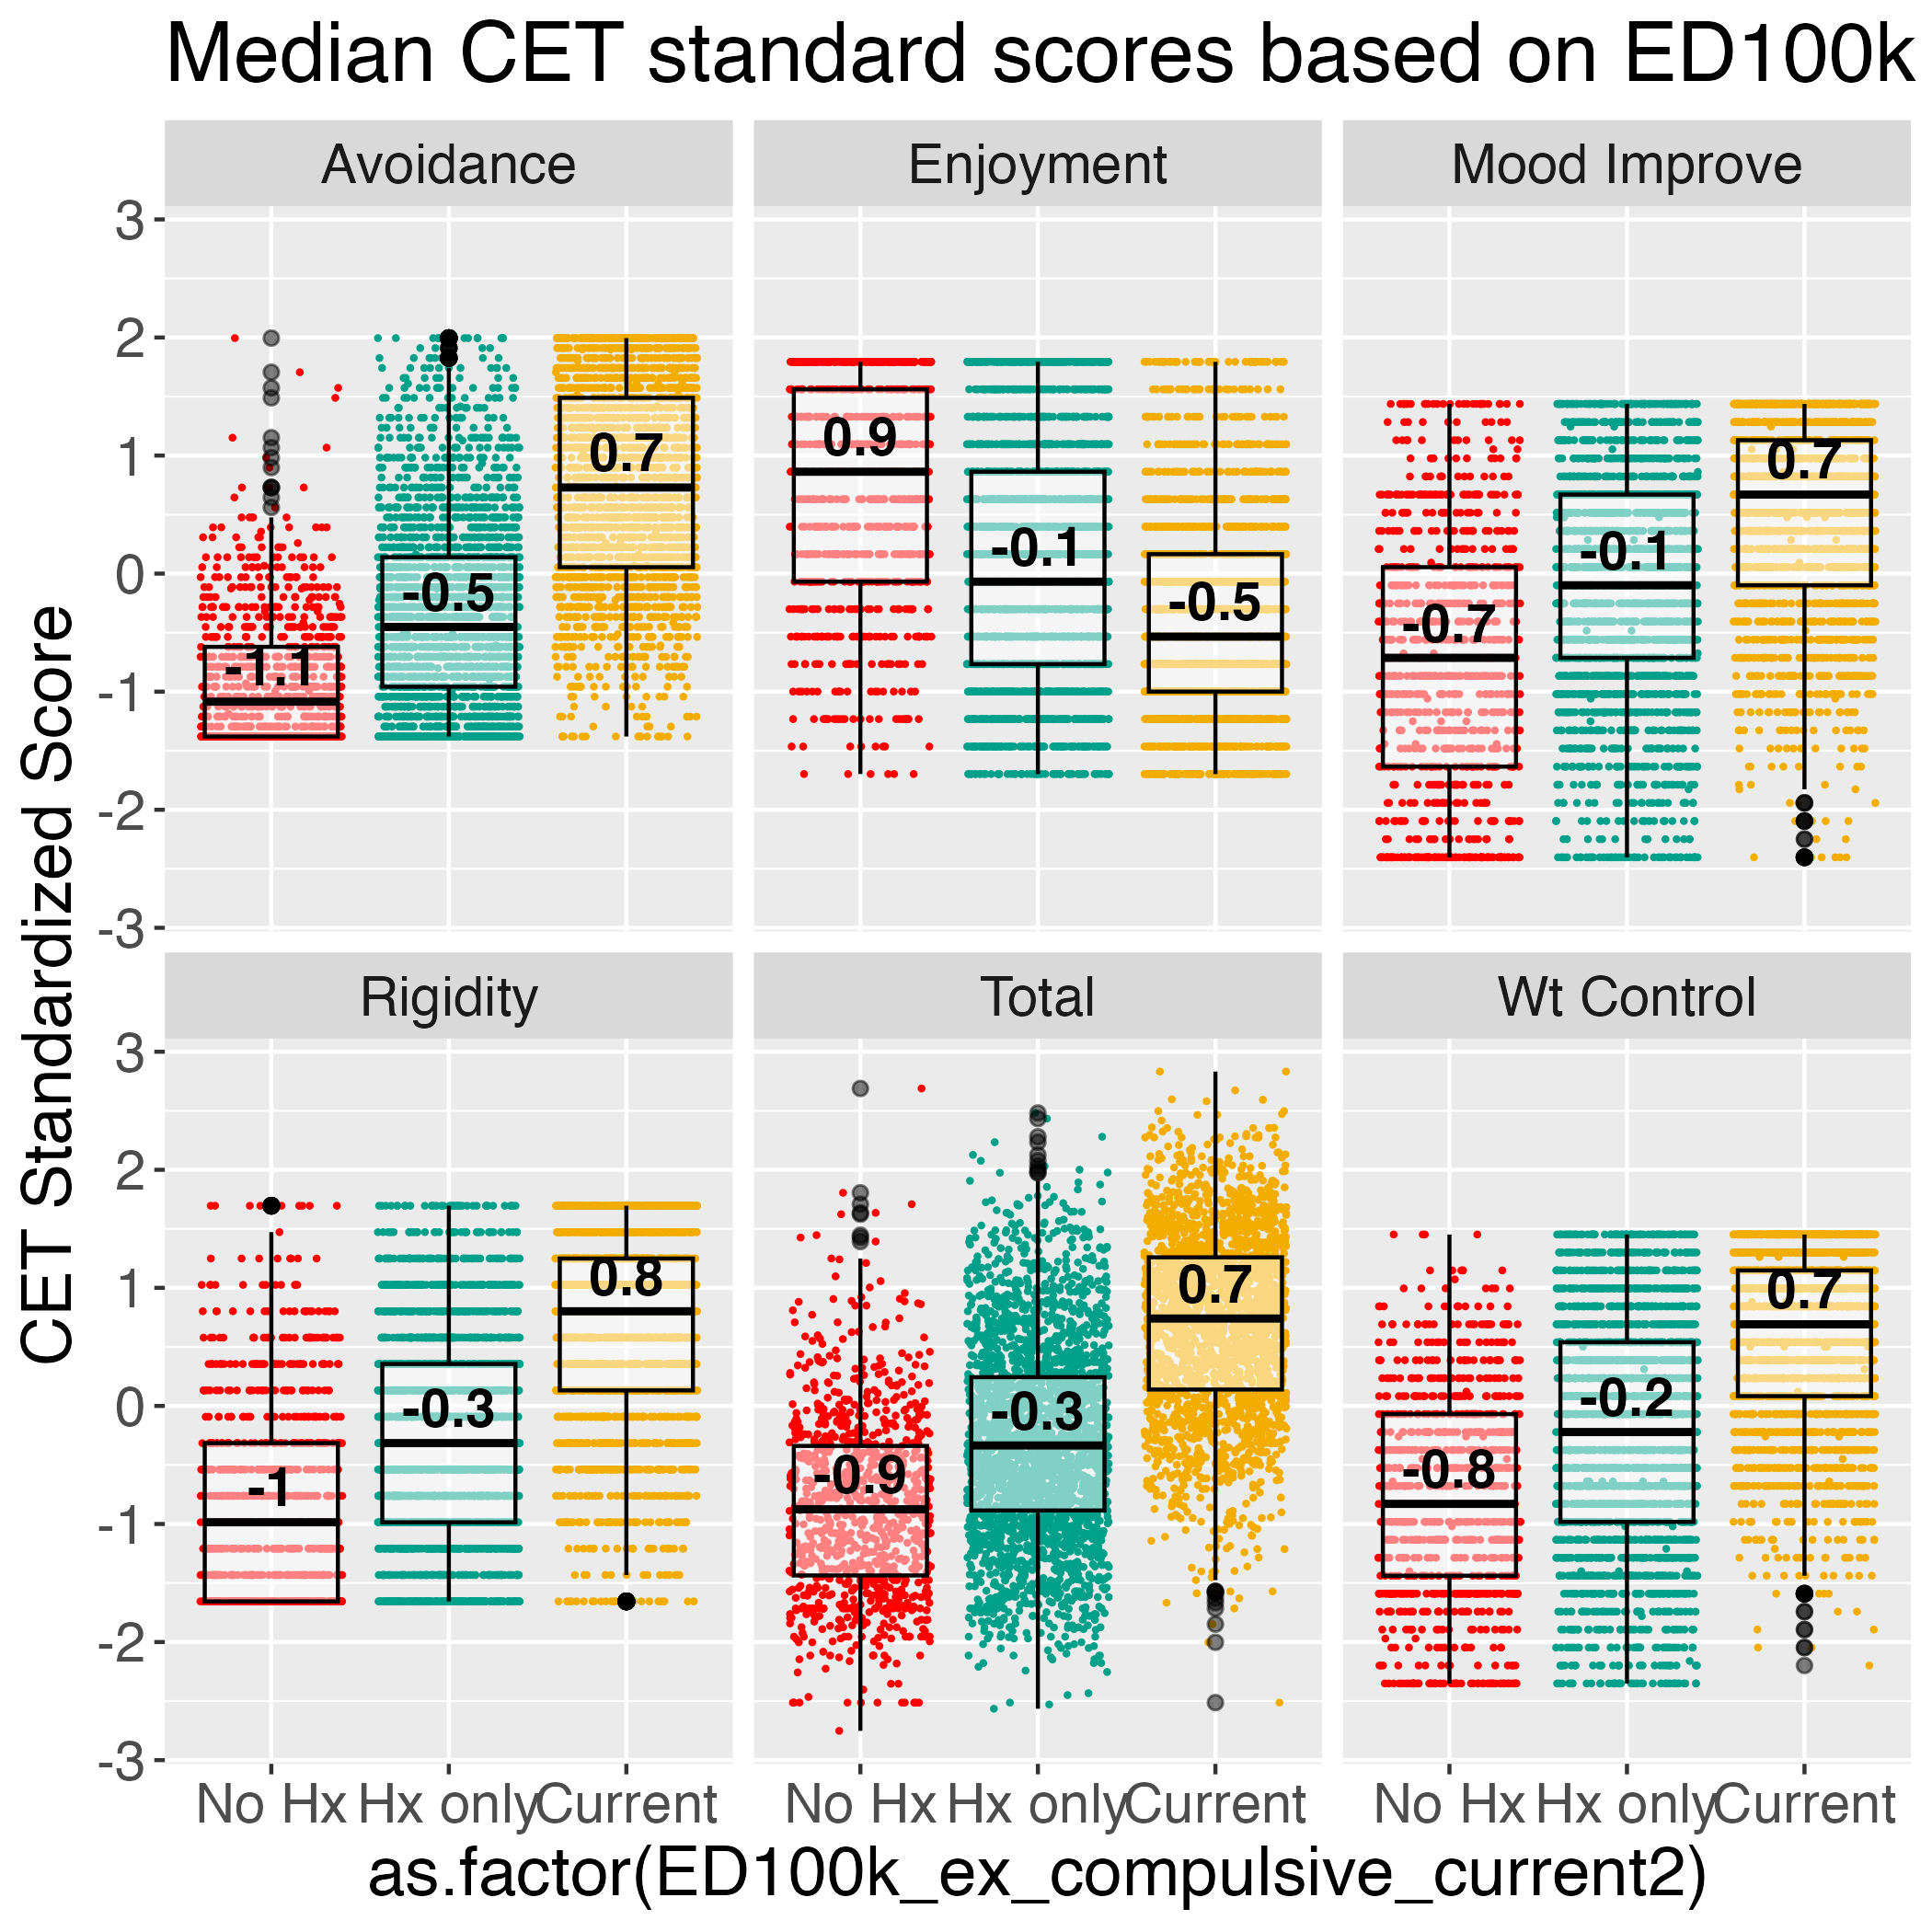 Median CET standard scores based on ED100k
Avoidance Enjoyment Mood Improve
CET Standardized Score
3
2
1
0
-1
-2
-3
-1.1 -0.5 0.7
0.9 -0.1 -0.5
-0.7 -0.1 0.7
Rigidity Total Wt Control
3
2
1
0
-1
-2
-3
-1 -0.3 0.8
-0.9 -0.3 0.7
-0.8 -0.2 0.7
No Hx Hx only Current No Hx Hx only Current No Hx Hx only Current
as.factor(ED100k_ex_compulsive_current2)